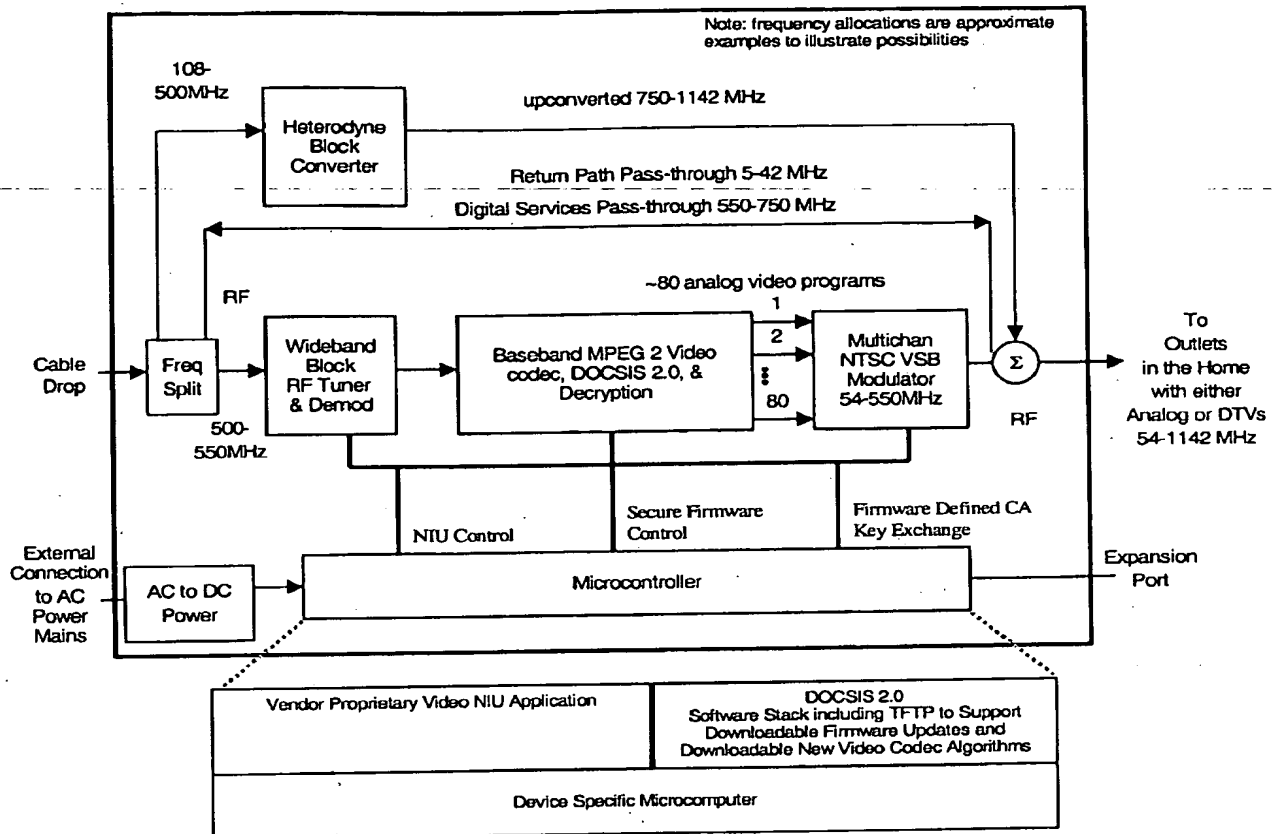 Note: frequency allocations are approximate
examples to illustrate possibilities
108-
500MHz
upconverted 750-1142 MHz
Heterodyne
Block
Converter
Return Path Pass-through 5-42 MHz
Digital Services Pass-through 550-750 MHz
~80 analog video programs
RF
1
2
80
Cable
Drop
Freq
Split
Wideband
Block
RF Tuner
& Demod
Baseband MPEG 2 Video
codec, DOCSIS 2.0, &
Decryption
Multichan
NTSC VSB
Modulator
54-550MHz
Σ
RF
To
Outlets
in the Home
with either
Analog or DTVs
54-1142 MHz
500-
550MHz
NIU Control
Secure Firmware
Control
Firmware Defined CA
Key Exchange
External
Connection
to AC
Power
Mains
AC to DC
Power
Microcontroller
Expansion
Port
Vendor Proprietary Video NIU Application
DOCSIS 2.0
Software Stack including TFTP to Support
Downloadable Firmware Updates and
Downloadable New Video Codec Algorithms
Device Specific Microcomputer